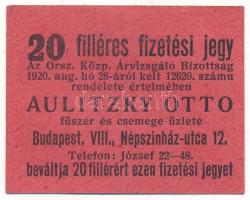 20 filléres fizetési jegy
Az Orsz. Közp. Árvizsgáló Bizottság
1920. aug. hó 28-áról kelt 12620. számu
rendelete értelmében
AULITZKY OTTO
füszer és csemege üzlete
Budapest, VIII., Népszinház-utca 12.
Telefon: József 22—48.
beváltja 20 fillérért ezen fizetési jegyet